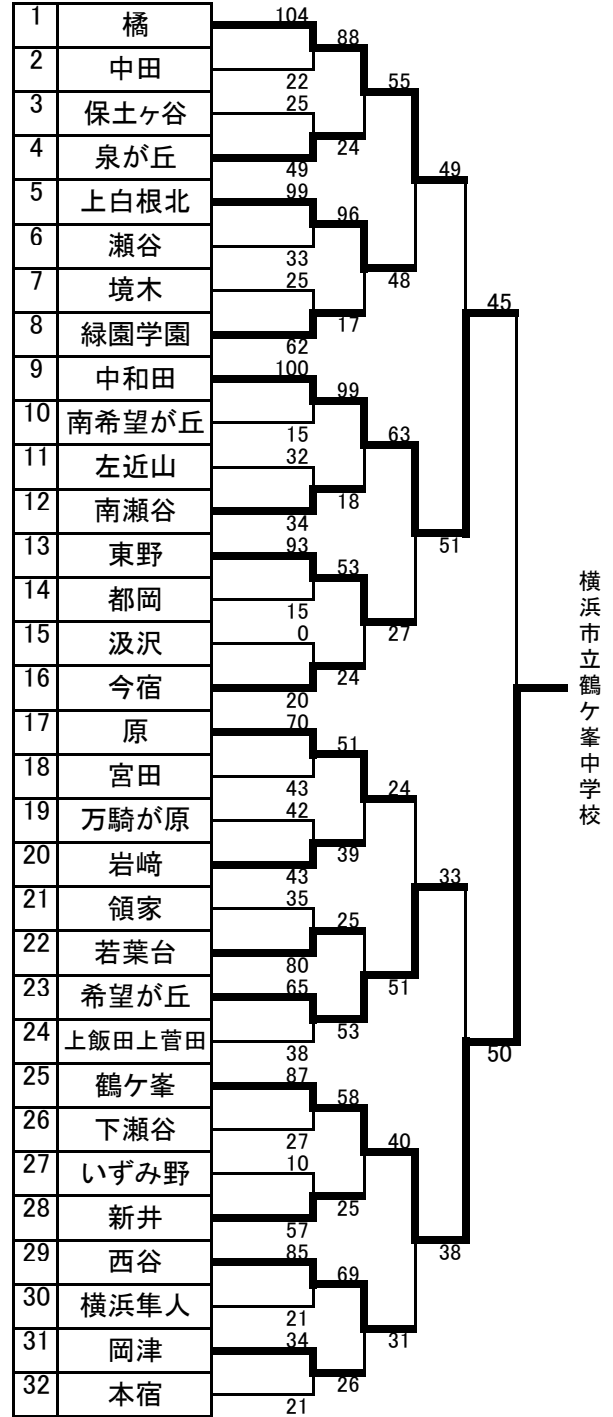 1 橘 104
88
2 中田 22
55
3 保土ヶ谷 25
24
4 泉が丘 49
49
5 上白根北 99
96
6 瀬谷 33
48
7 境木 25
17
8 緑園学園 62
45
9 中和田 100
99
10 南希望が丘 15
63
11 左近山 32
18
12 南瀬谷 34
51
13 東野 93
53
14 都岡 15
27
15 汲沢 0
24
16 今宿 20
横浜市立鶴ケ峯中学校
17 原 70
51
18 宮田 43
24
19 万騎が原 42
39
20 岩﨑 43
33
21 領家 35
25
22 若葉台 80
51
23 希望が丘 65
53
24 上飯田上菅田 38
50
25 鶴ケ峯 87
58
26 下瀬谷 27
40
27 いずみ野 10
25
28 新井 57
38
29 西谷 85
69
30 横浜隼人 21
31
31 岡津 34
26
32 本宿 21